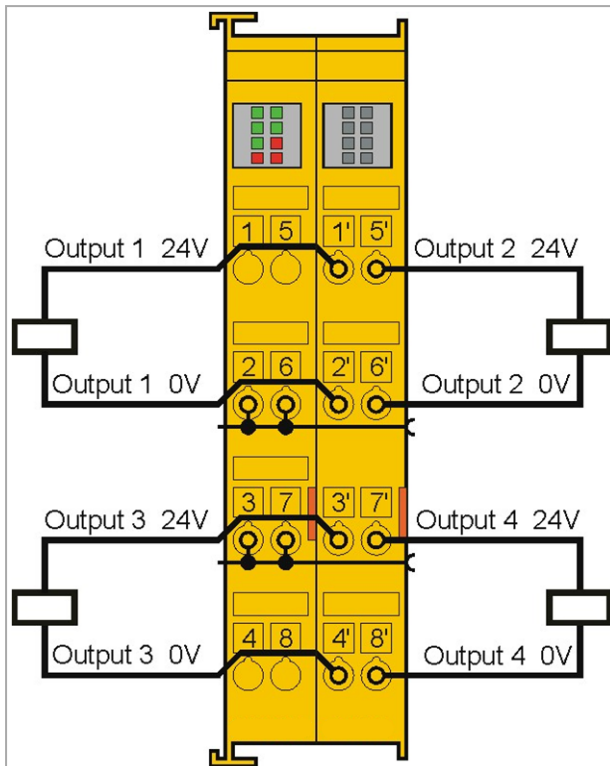 1 5 1' 5'
Output 1 24V Output 2 24V
2 6 2' 6'
Output 1 0V Output 2 0V
3 7 3' 7'
Output 3 24V Output 4 24V
4 8 4' 8'
Output 3 0V Output 4 0V